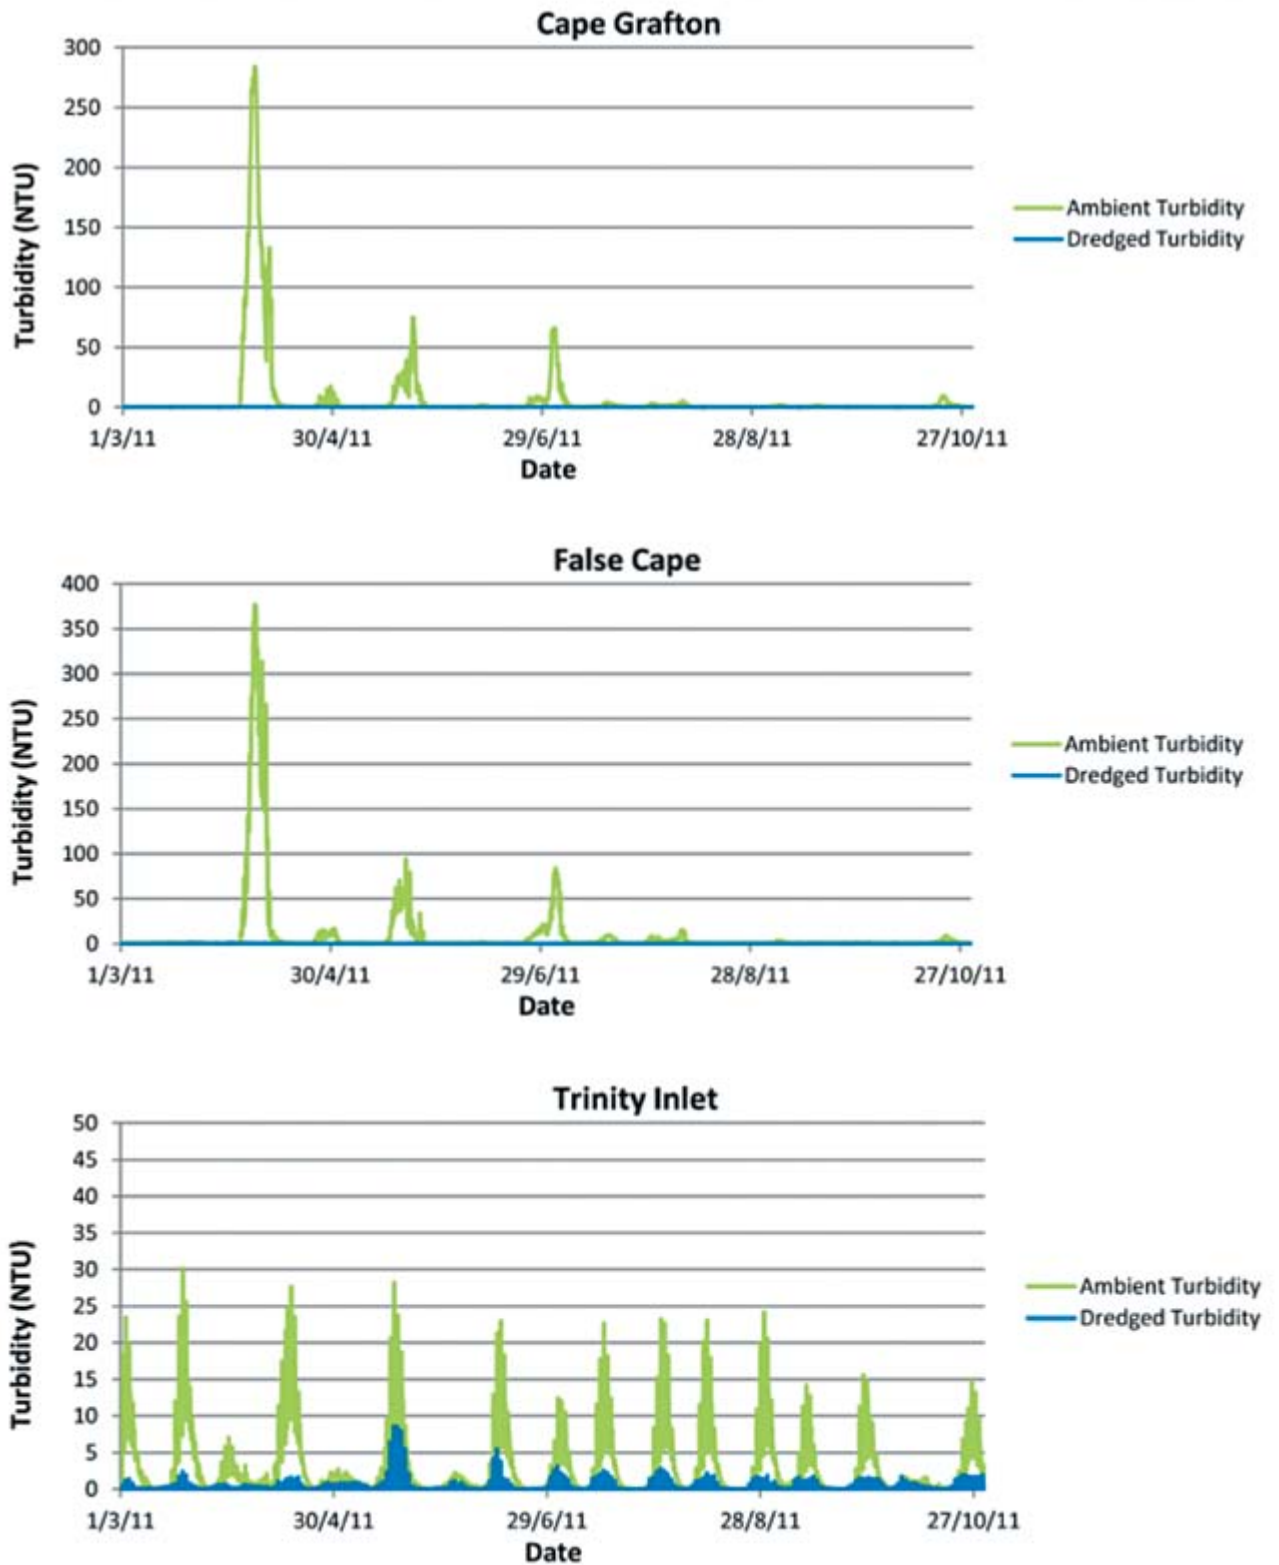 Cape Grafton
300
250
200
150
100
50
0
Turbidity (NTU)
1/3/11 30/4/11 29/6/11 28/8/11 27/10/11
Date
Ambient Turbidity
Dredged Turbidity
False Cape
400
350
300
250
200
150
100
50
0
Turbidity (NTU)
1/3/11 30/4/11 29/6/11 28/8/11 27/10/11
Date
Ambient Turbidity
Dredged Turbidity
Trinity Inlet
50
45
40
35
30
25
20
15
10
5
0
Turbidity (NTU)
1/3/11 30/4/11 29/6/11 28/8/11 27/10/11
Date
Ambient Turbidity
Dredged Turbidity